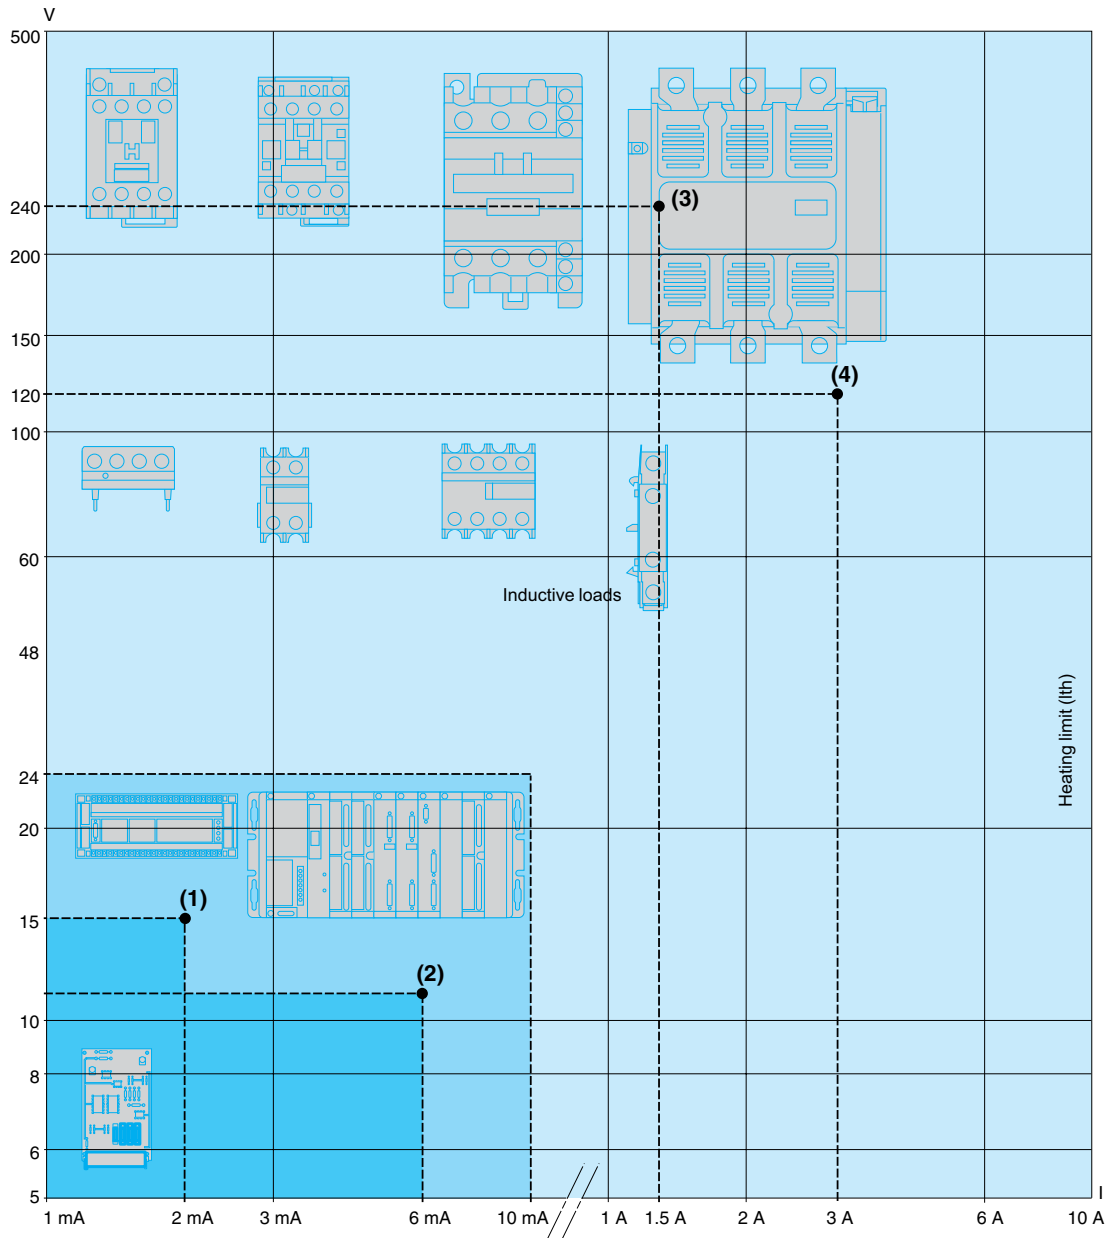 V
500
240
(3)
200
150
120
(4)
100
60
Inductive loads
48
Heating limit (lth)
24
20
(1)
15
(2)
10
8
6
5
I
1 mA
2 mA
3 mA
6 mA
10 mA
1 A
1.5 A
2 A
3 A
6 A
10 A